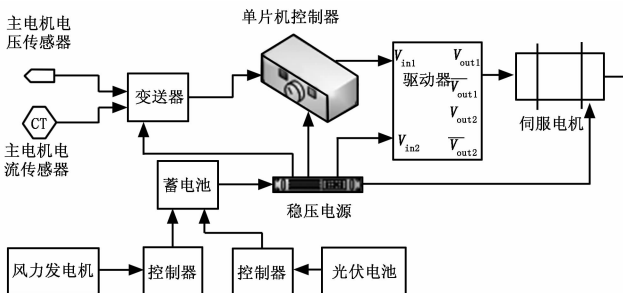 主电机电
压传感器
单片机控制器
变送器
CT
主电机电
流传感器
V_in1
V_out1
驱动器
V̅_out1
V_out2
V_in2
V̅_out2
伺服电机
蓄电池
稳压电源
风力发电机
控制器
控制器
光伏电池